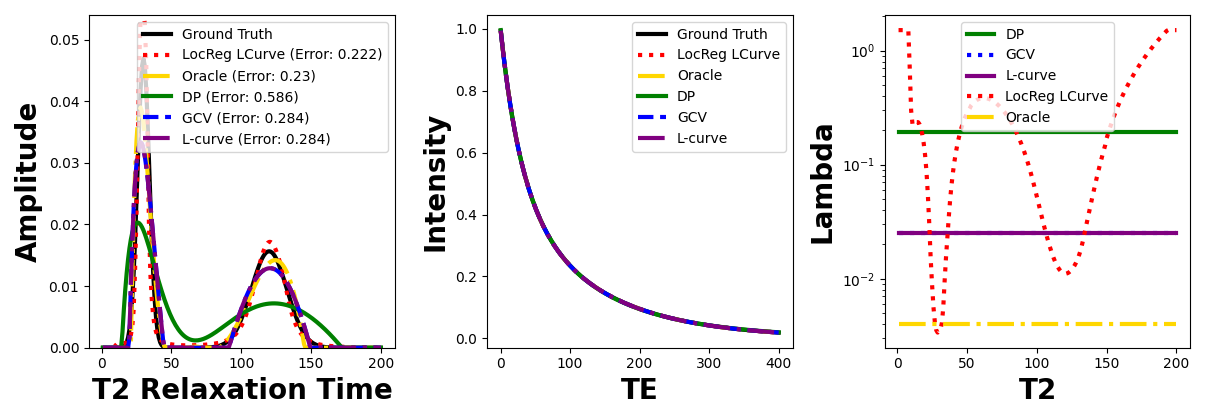 Amplitude
0.05
0.04
0.03
0.02
0.01
0.00
0
50
100
150
200
T2 Relaxation Time
Ground Truth
LocReg LCurve (Error: 0.222)
Oracle (Error: 0.23)
DP (Error: 0.586)
GCV (Error: 0.284)
L-curve (Error: 0.284)
Intensity
1.0
0.8
0.6
0.4
0.2
0.0
0
100
200
300
400
TE
Ground Truth
LocReg LCurve
Oracle
DP
GCV
L-curve
Lambda
10⁰
10⁻¹
10⁻²
0
50
100
150
200
T2
DP
GCV
L-curve
LocReg LCurve
Oracle